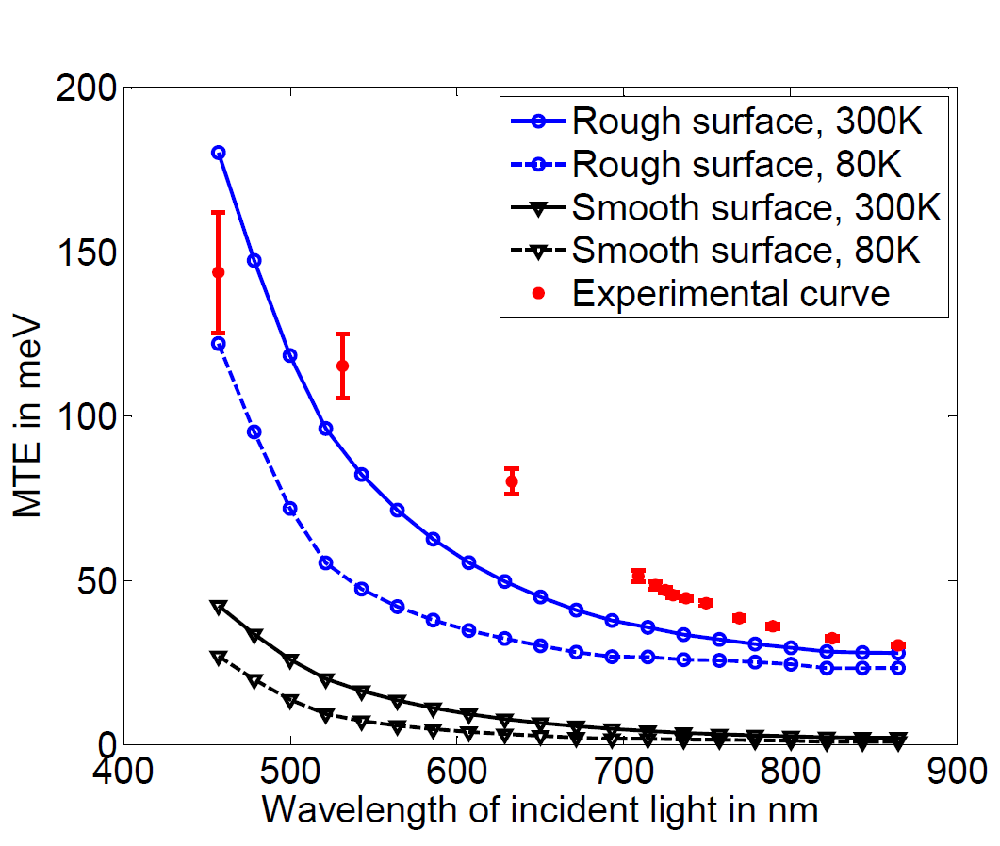 200
150
100
50
0
400
500
600
700
800
900
MTE in meV
Wavelength of incident light in nm
Rough surface, 300K
Rough surface, 80K
Smooth surface, 300K
Smooth surface, 80K
Experimental curve